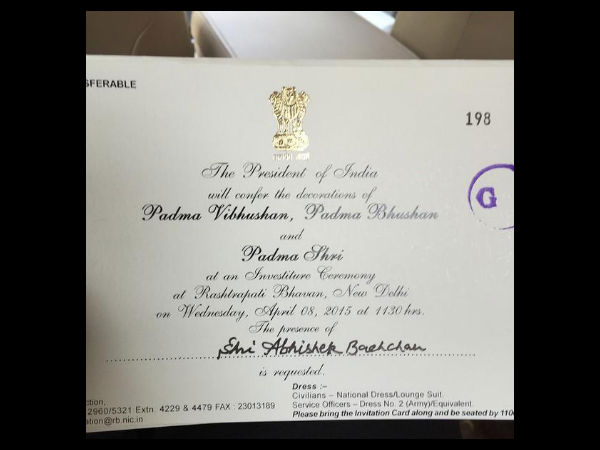 SFERABLE
198
G
The President of India
will confer the decorations of
Padma Vibhushan, Padma Bhushan
and
Padma Shri
at an Investiture Ceremony
at Rashtrapati Bhavan, New Delhi
on Wednesday, April 08, 2015 at 1130 hrs.
The presence of
Shri Abhishek Bachchan
is requested.
ction,
2960/5321 Extn. 4229 & 4479 FAX : 23013189
ation@rb.nic.in
Dress :–
Civilians – National Dress/Lounge Suit.
Service Officers – Dress No. 2 (Army)/Equivalent.
Please bring the Invitation Card along and be seated by 110